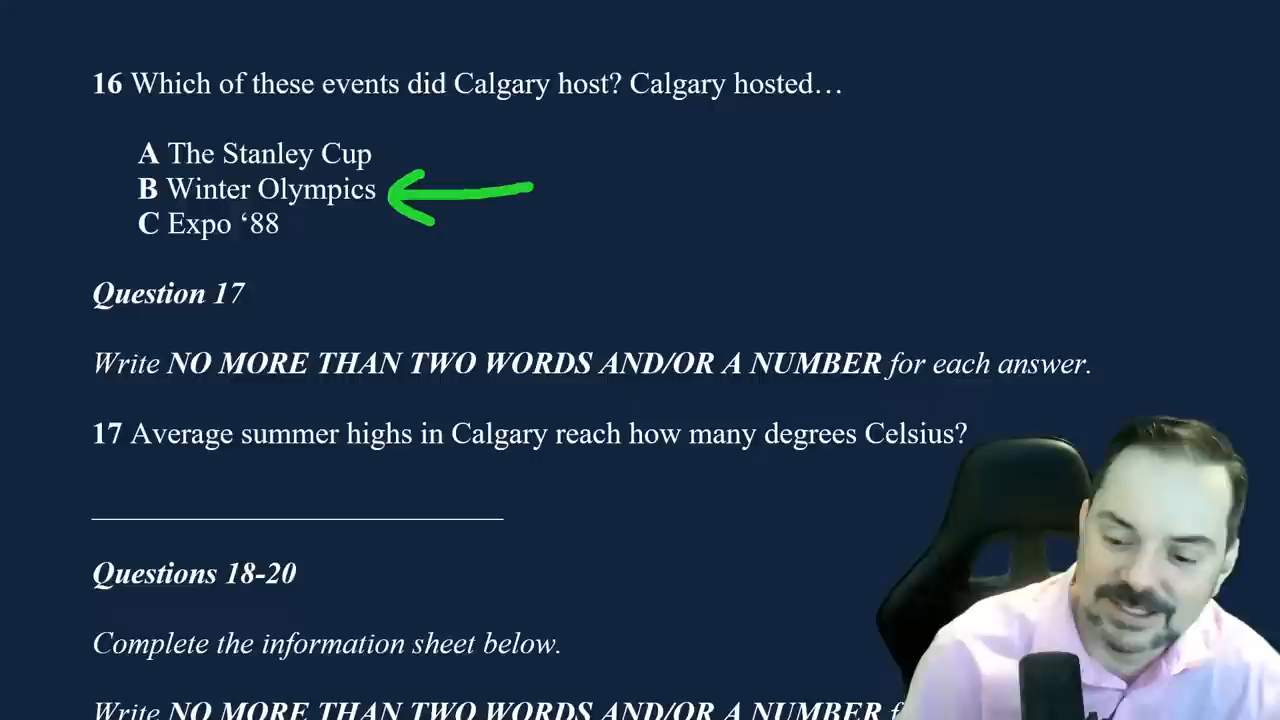 16 Which of these events did Calgary host? Calgary hosted…
A The Stanley Cup
B Winter Olympics
C Expo ‘88
Question 17
Write NO MORE THAN TWO WORDS AND/OR A NUMBER for each answer.
17 Average summer highs in Calgary reach how many degrees Celsius?
Questions 18-20
Complete the information sheet below.
Write NO MORE THAN TWO WORDS AND/OR A NUMBER